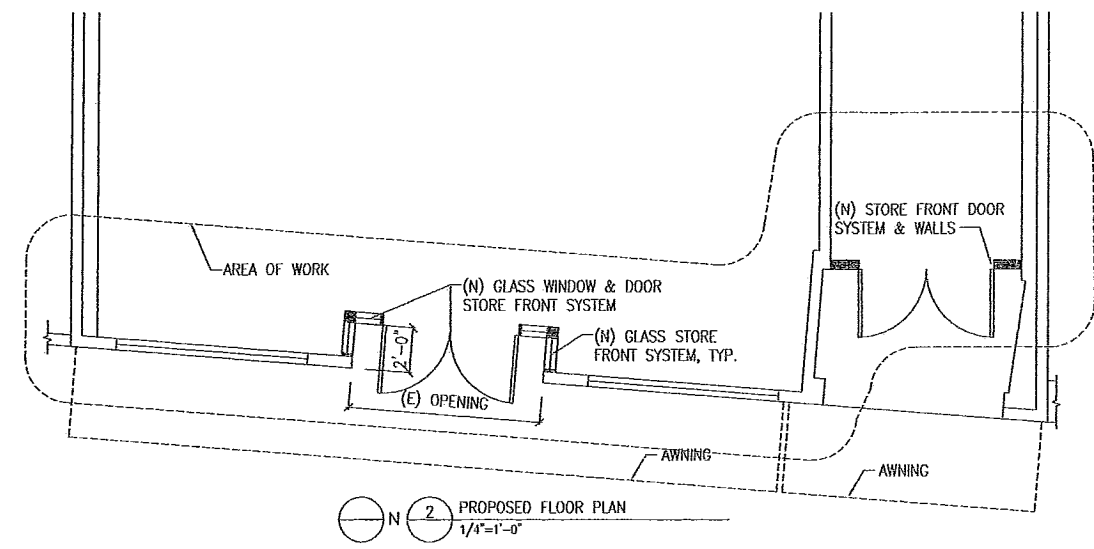 (N) STORE FRONT DOOR
SYSTEM & WALLS
AREA OF WORK
(N) GLASS WINDOW & DOOR
STORE FRONT SYSTEM
(N) GLASS STORE
FRONT SYSTEM, TYP.
2'-0"
(E) OPENING
AWNING
AWNING
N
2
PROPOSED FLOOR PLAN
1/4"=1'-0"